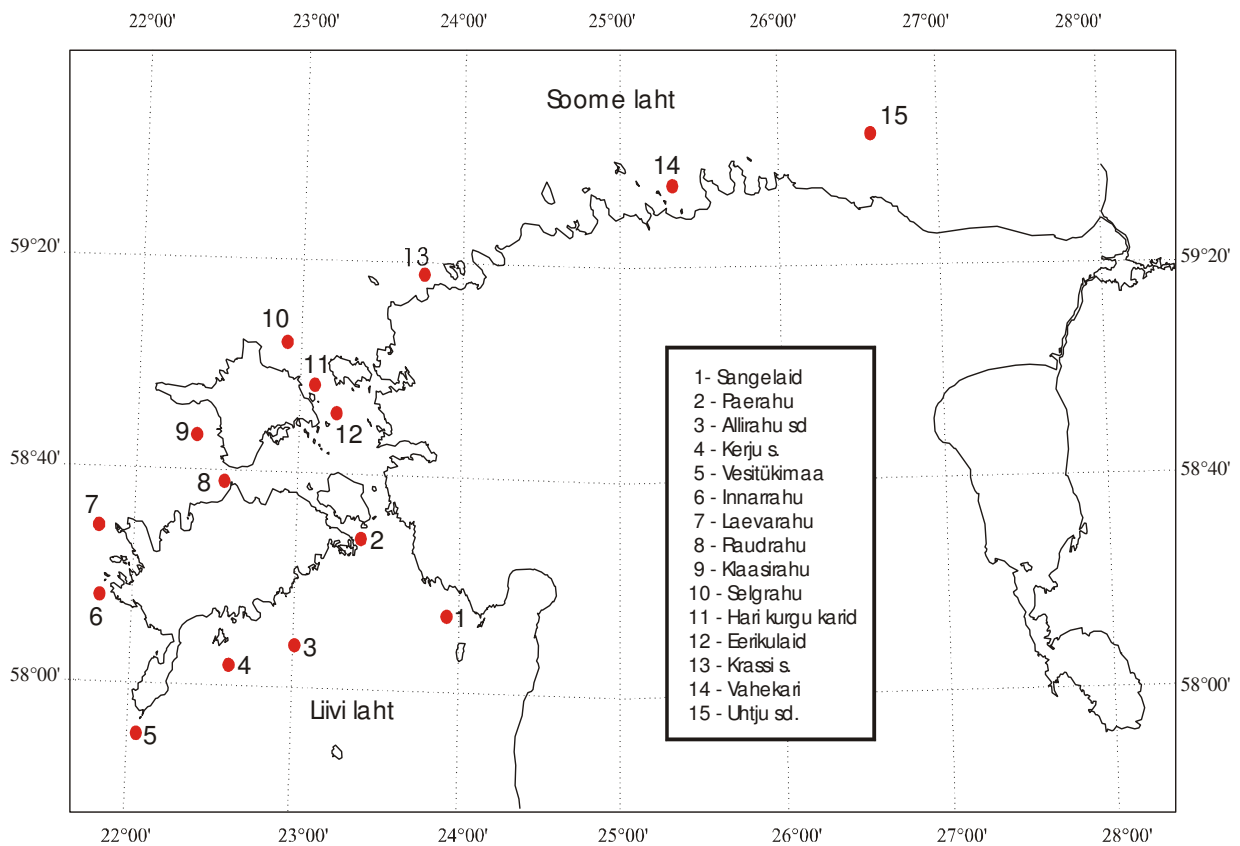 22°00' 23°00' 24°00' 25°00' 26°00' 27°00' 28°00'
Soome laht
15
14
59°20' 59°20'
13
10
11
12
9
58°40' 58°40'
8
7
2
6
1
3
4
58°00' 58°00'
Liivi laht
5
1- Sangelaid
2 - Paerahu
3 - Allirahu sd
4 - Kerju s.
5 - Vesitükimaa
6 - Innarrahu
7 - Laevarahu
8 - Raudrahu
9 - Klaasirahu
10 - Selgrahu
11 - Hari kurgu karid
12 - Eerikulaid
13 - Krassi s.
14 - Vahekari
15 - Uhtju sd.
22°00' 23°00' 24°00' 25°00' 26°00' 27°00' 28°00'